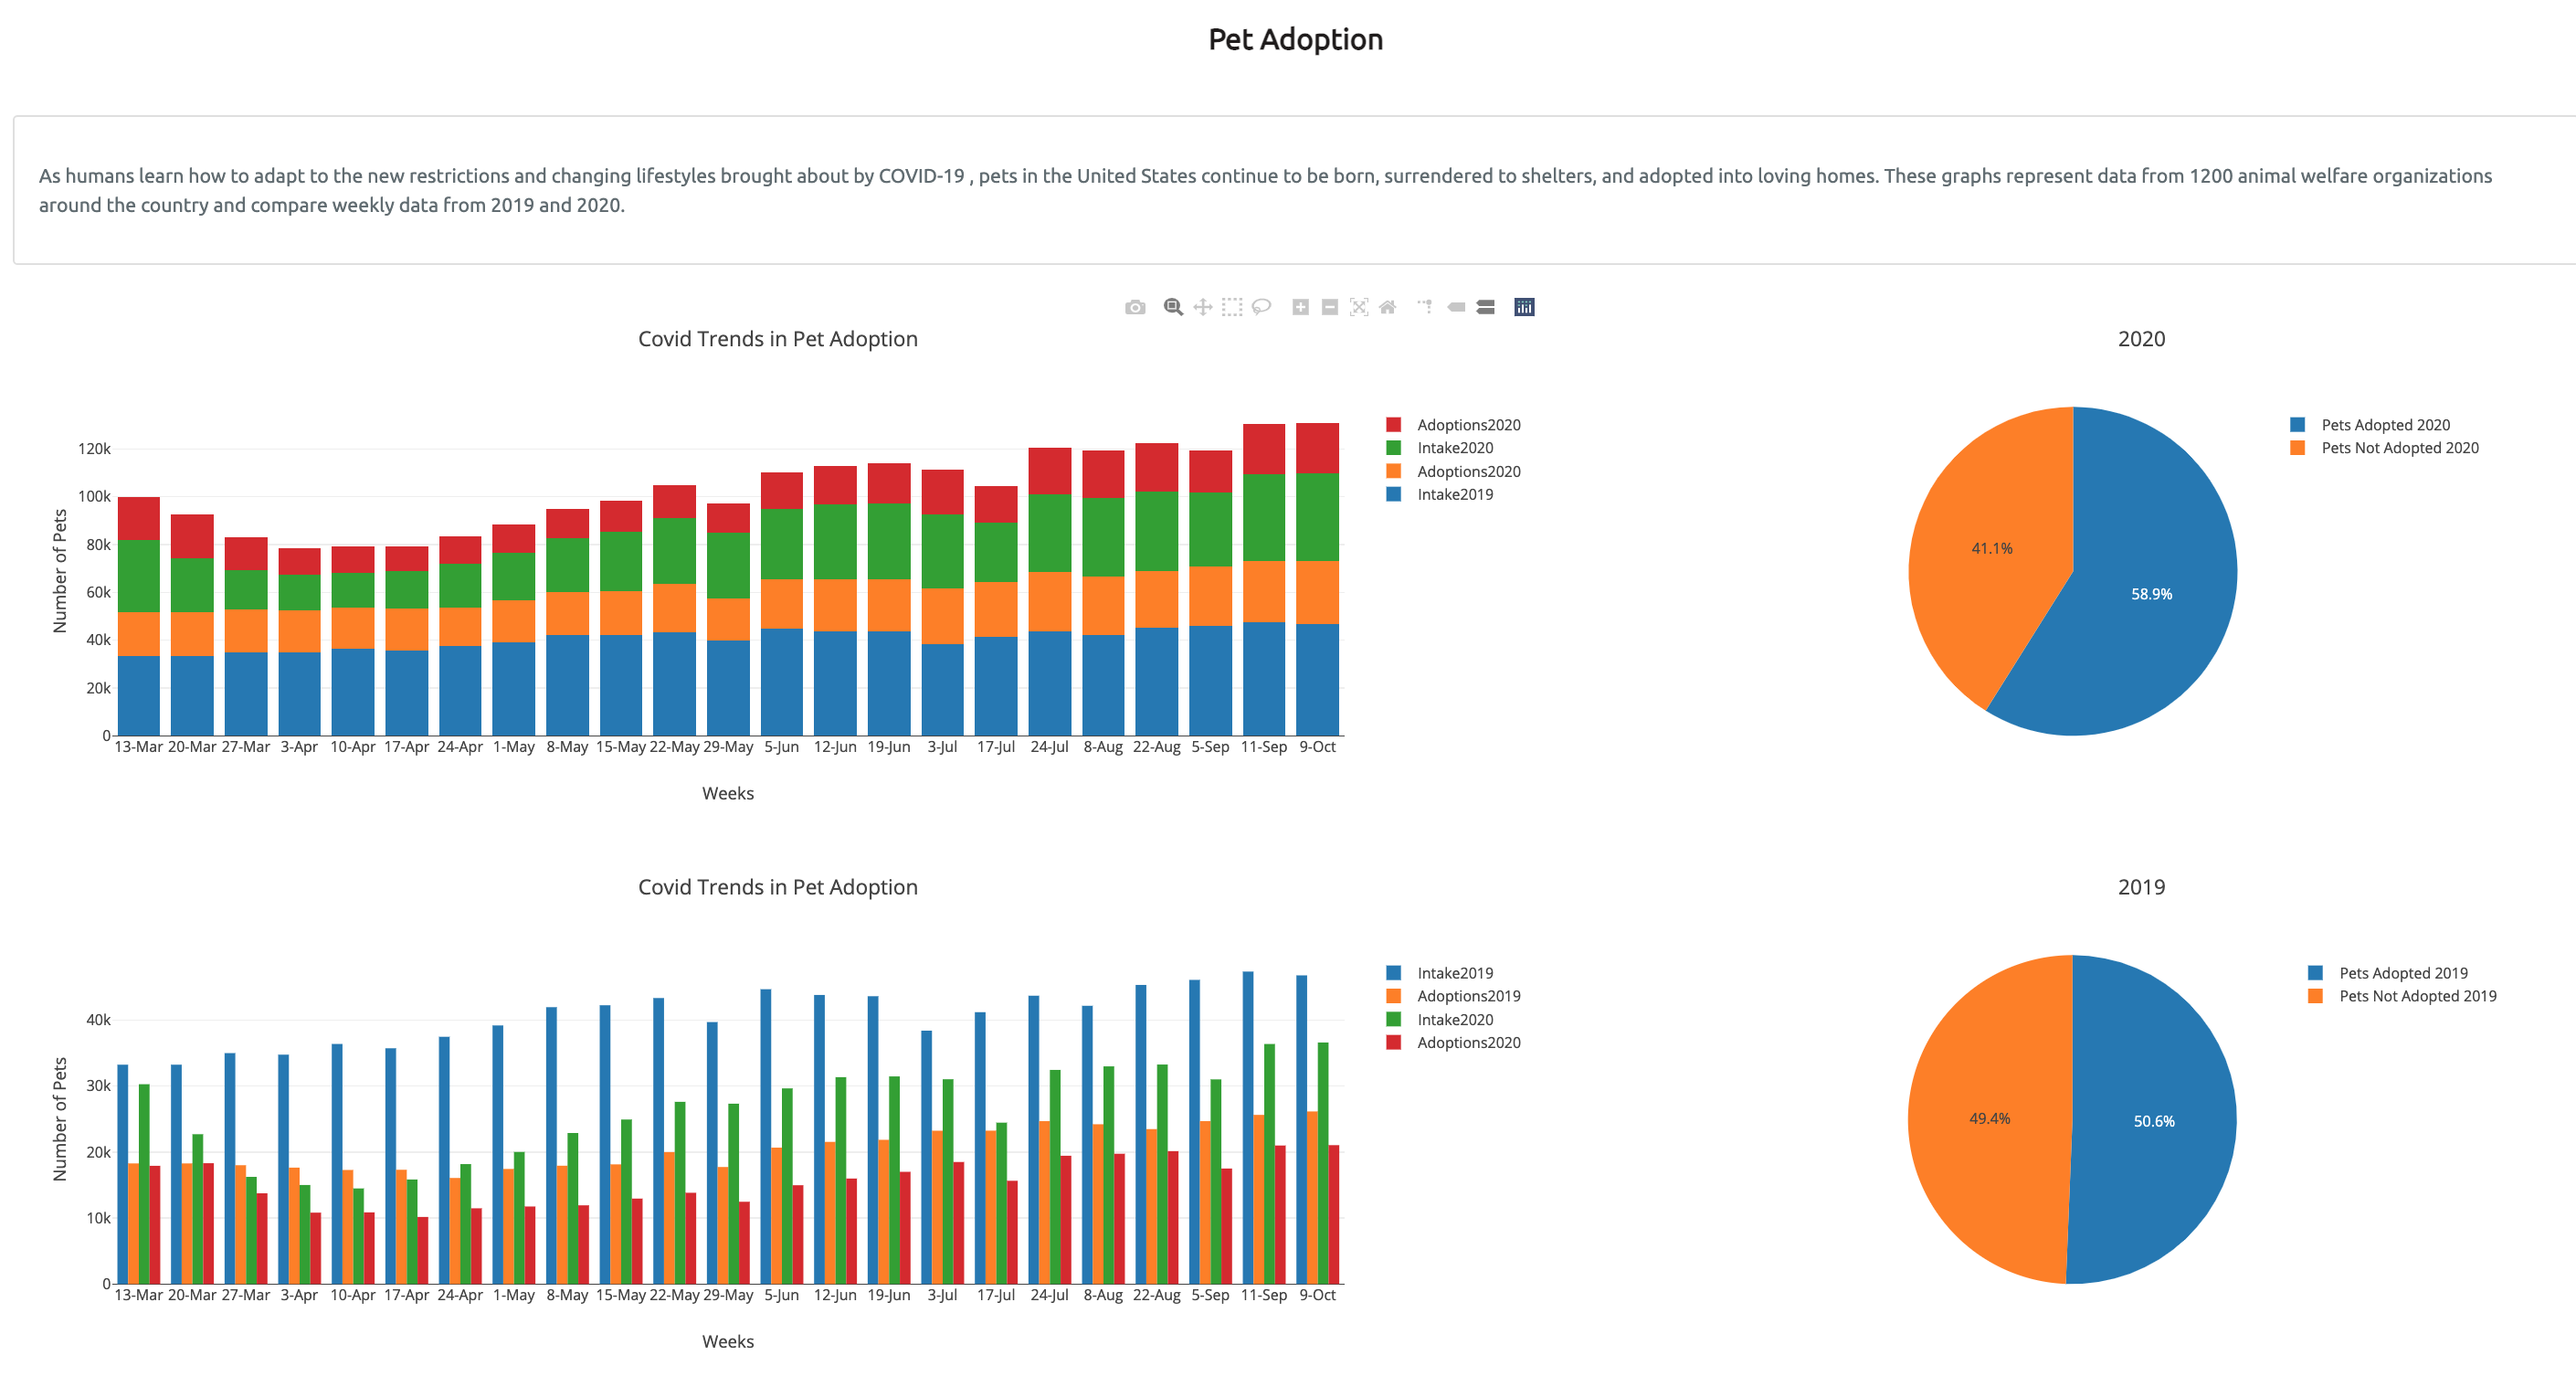 Pet Adoption
As humans learn how to adapt to the new restrictions and changing lifestyles brought about by COVID-19 , pets in the United States continue to be born, surrendered to shelters, and adopted into loving homes. These graphs represent data from 1200 animal welfare organizations
around the country and compare weekly data from 2019 and 2020.
Covid Trends in Pet Adoption
120k
100k
80k
60k
40k
20k
0
Number of Pets
13-Mar 20-Mar 27-Mar 3-Apr 10-Apr 17-Apr 24-Apr 1-May 8-May 15-May 22-May 29-May 5-Jun 12-Jun 19-Jun 3-Jul 17-Jul 24-Jul 8-Aug 22-Aug 5-Sep 11-Sep 9-Oct
Weeks
Adoptions2020
Intake2020
Adoptions2020
Intake2019
2020
41.1%
58.9%
Pets Adopted 2020
Pets Not Adopted 2020
Covid Trends in Pet Adoption
40k
30k
20k
10k
0
Number of Pets
13-Mar 20-Mar 27-Mar 3-Apr 10-Apr 17-Apr 24-Apr 1-May 8-May 15-May 22-May 29-May 5-Jun 12-Jun 19-Jun 3-Jul 17-Jul 24-Jul 8-Aug 22-Aug 5-Sep 11-Sep 9-Oct
Weeks
Intake2019
Adoptions2019
Intake2020
Adoptions2020
2019
49.4%
50.6%
Pets Adopted 2019
Pets Not Adopted 2019